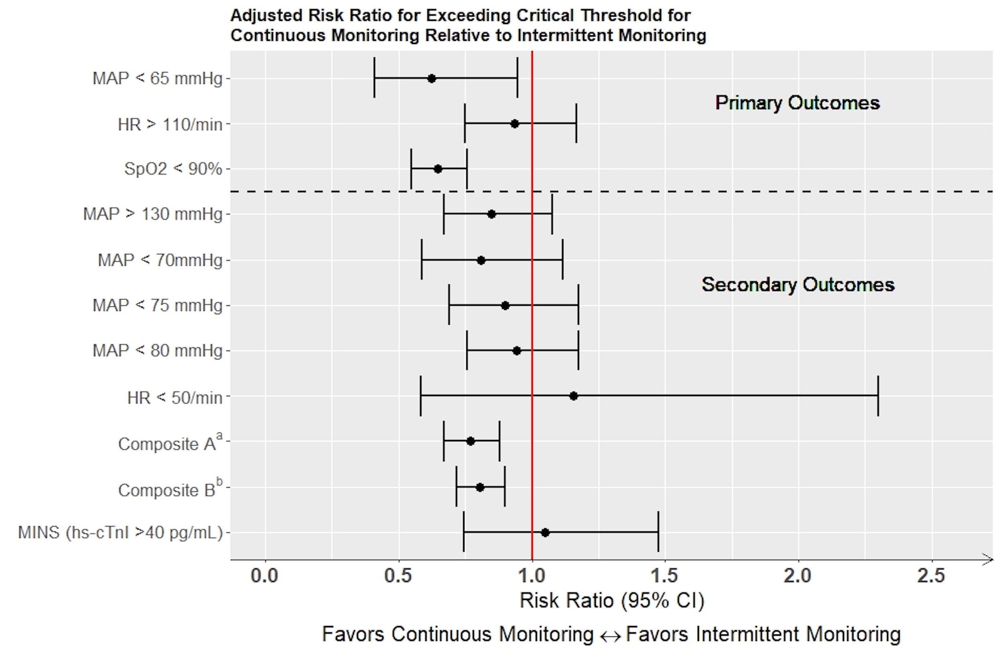 Adjusted Risk Ratio for Exceeding Critical Threshold for
Continuous Monitoring Relative to Intermittent Monitoring
MAP < 65 mmHg
Primary Outcomes
HR > 110/min
SpO2 < 90%
MAP > 130 mmHg
MAP < 70mmHg
Secondary Outcomes
MAP < 75 mmHg
MAP < 80 mmHg
HR < 50/min
Composite Aᵃ
Composite Bᵇ
MINS (hs-cTnI >40 pg/mL)
0.0 0.5 1.0 1.5 2.0 2.5
Risk Ratio (95% CI)
Favors Continuous Monitoring ↔ Favors Intermittent Monitoring